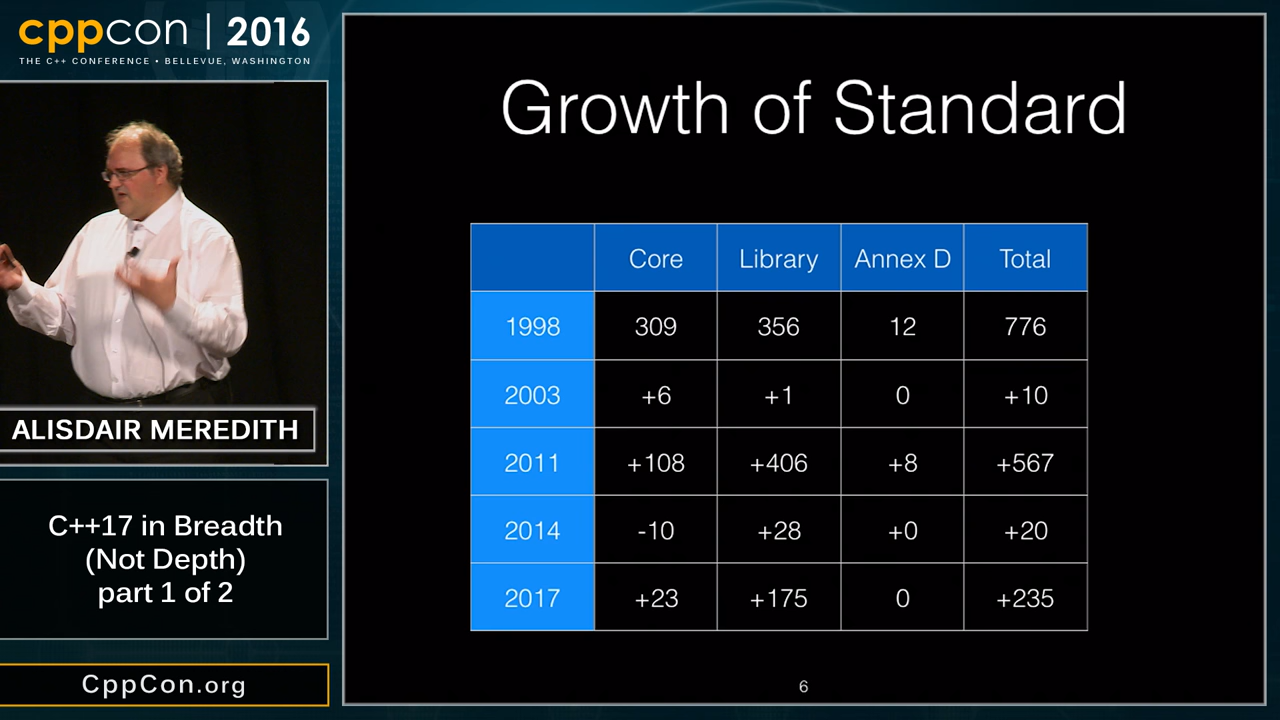 cppcon | 2016
THE C++ CONFERENCE • BELLEVUE, WASHINGTON
ALISDAIR MEREDITH
C++17 in Breadth
(Not Depth)
part 1 of 2
CppCon.org
Growth of Standard
Core Library Annex D Total
1998 309 356 12 776
2003 +6 +1 0 +10
2011 +108 +406 +8 +567
2014 -10 +28 +0 +20
2017 +23 +175 0 +235
6